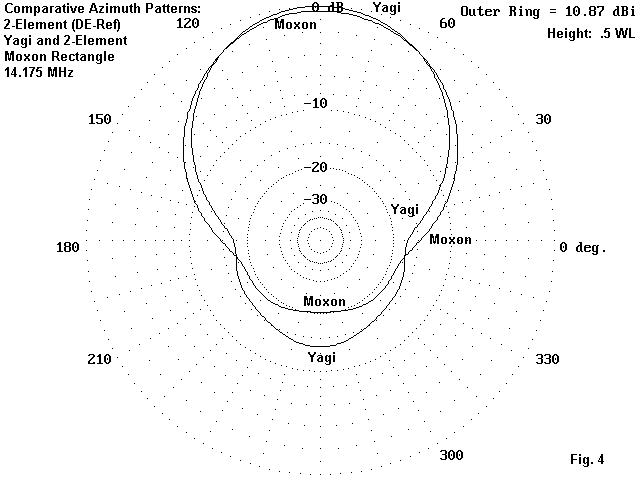 Comparative Azimuth Patterns:
2-Element (DE-Ref)
Yagi and 2-Element
Moxon Rectangle
14.175 MHz
0 dB
Yagi
Moxon
Outer Ring = 10.87 dBi
Height: .5 WL
120
60
-10
150
30
-20
-30
Yagi
180
Moxon
0 deg.
Moxon
Yagi
210
330
300
Fig. 4